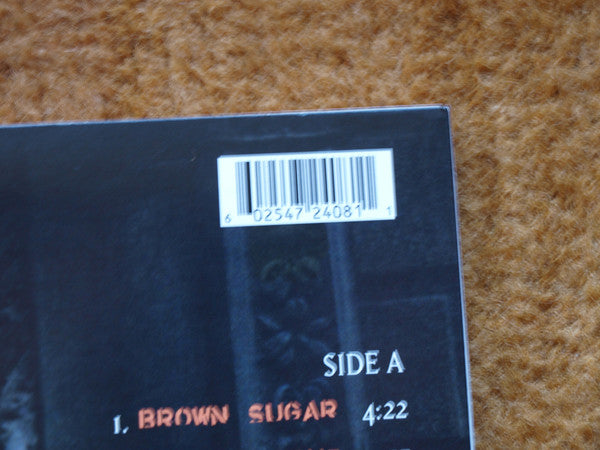 6 02547 24081 1
SIDE A
1. BROWN SUGAR 4:22